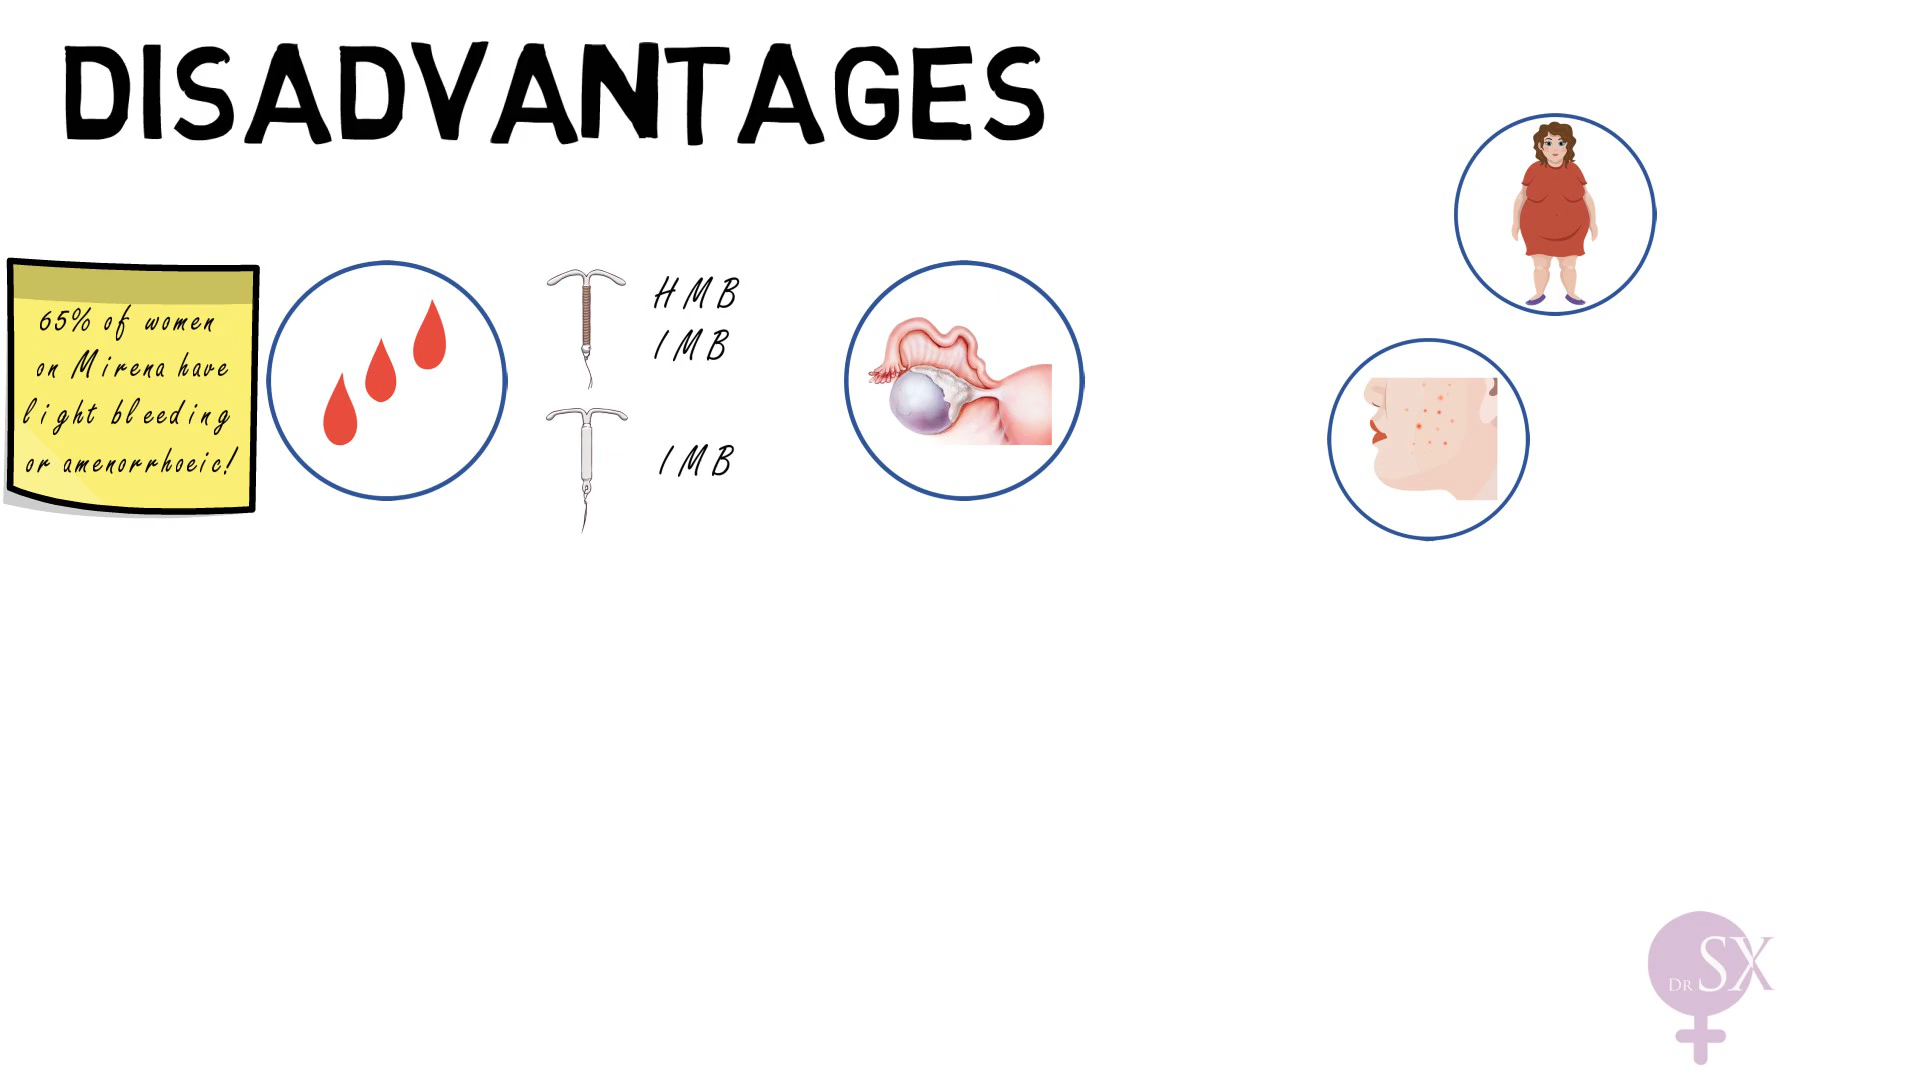 DISADVANTAGES
65% of women
on Mirena have
light bleeding
or amenorrhoeic!
HMB
IMB
IMB
DR SX